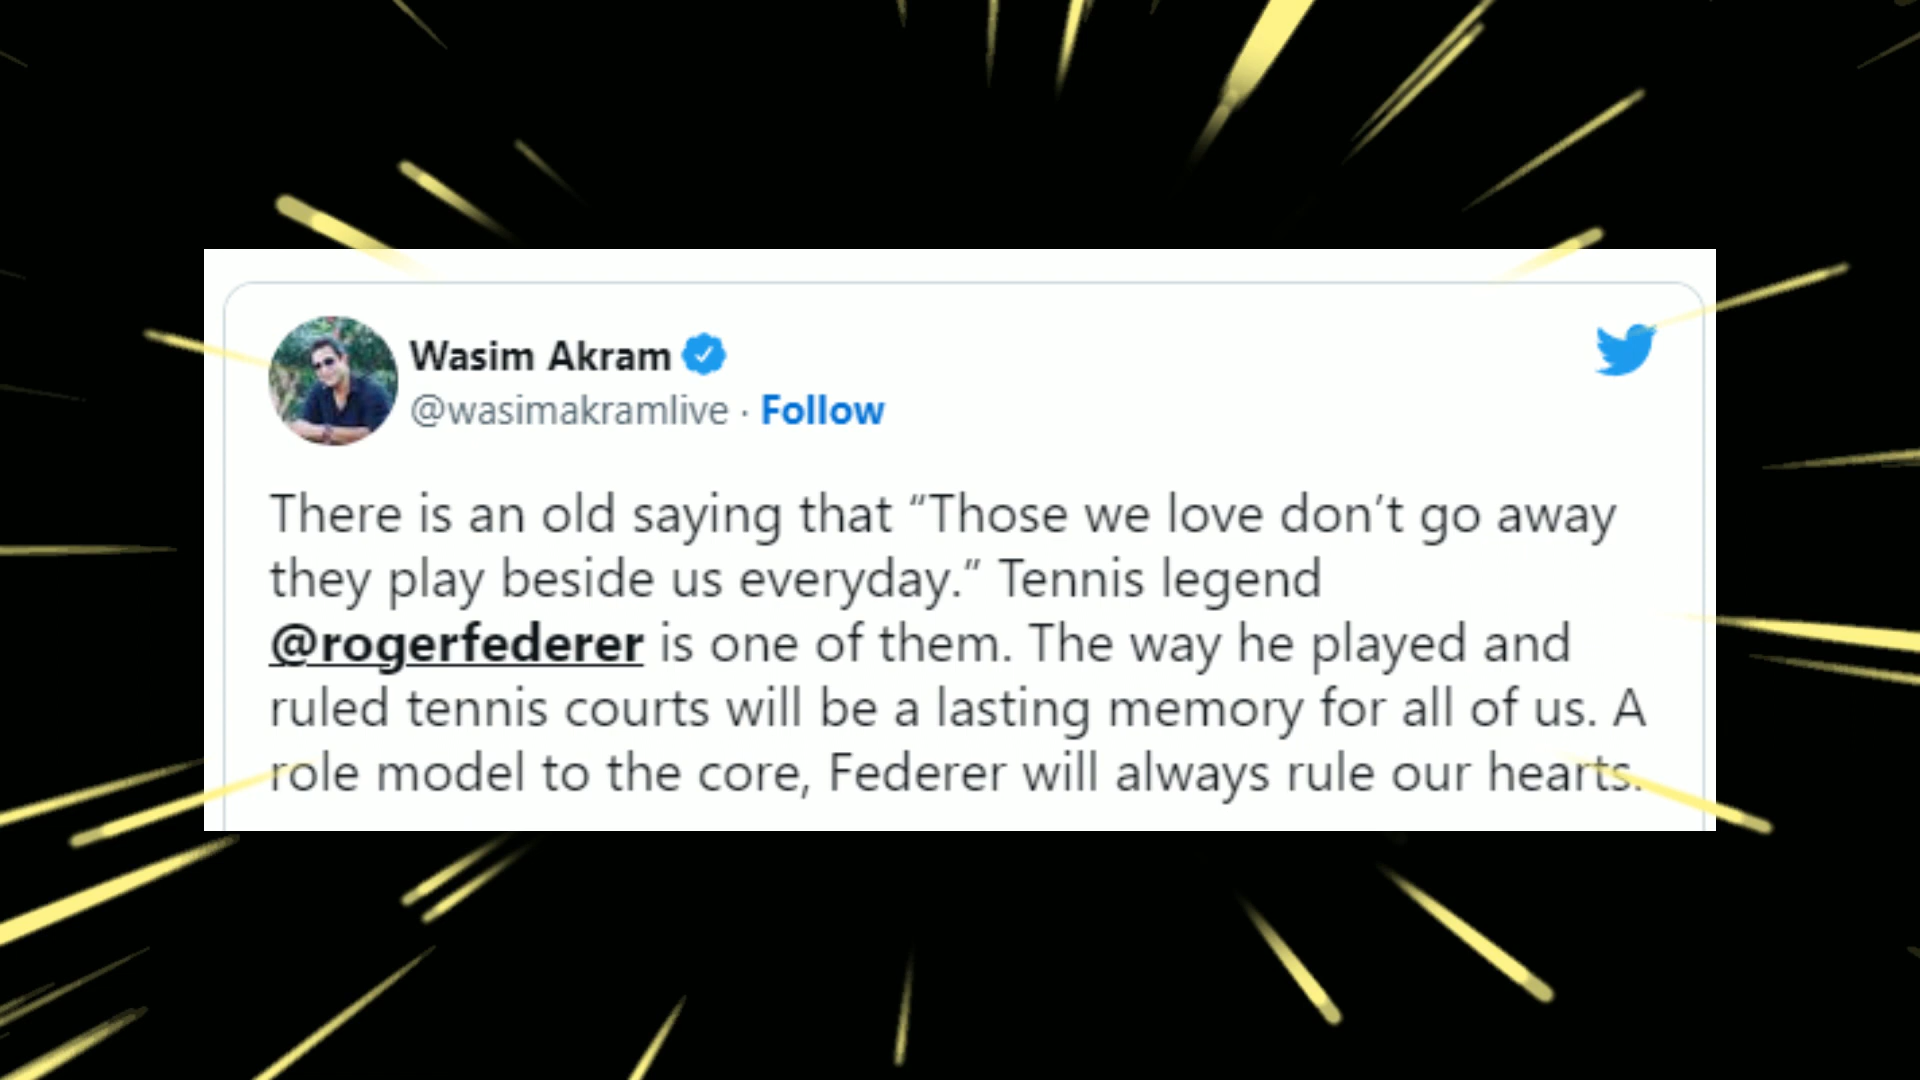 Wasim Akram
@wasimakramlive · Follow
There is an old saying that “Those we love don’t go away
they play beside us everyday.” Tennis legend
@rogerfederer is one of them. The way he played and
ruled tennis courts will be a lasting memory for all of us. A
role model to the core, Federer will always rule our hearts.